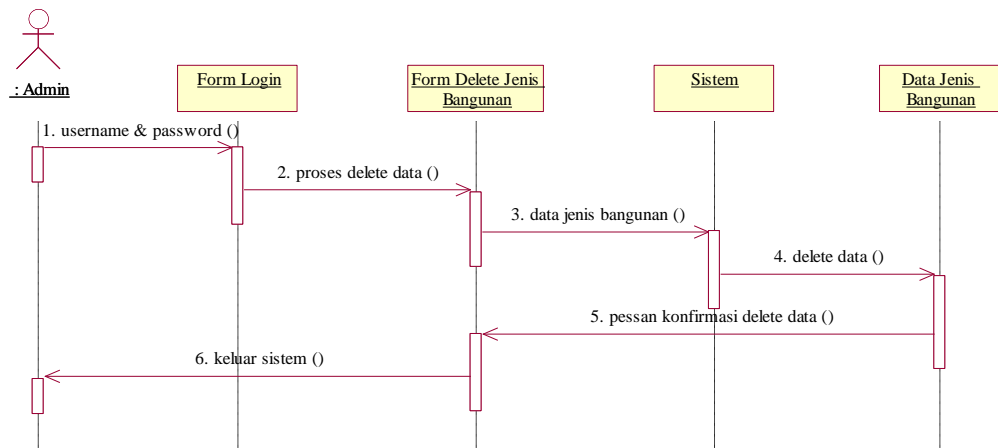 : Admin
Form Login
Form Delete Jenis
Bangunan
Sistem
Data Jenis
Bangunan
1. username & password ()
2. proses delete data ()
3. data jenis bangunan ()
4. delete data ()
5. pessan konfirmasi delete data ()
6. keluar sistem ()